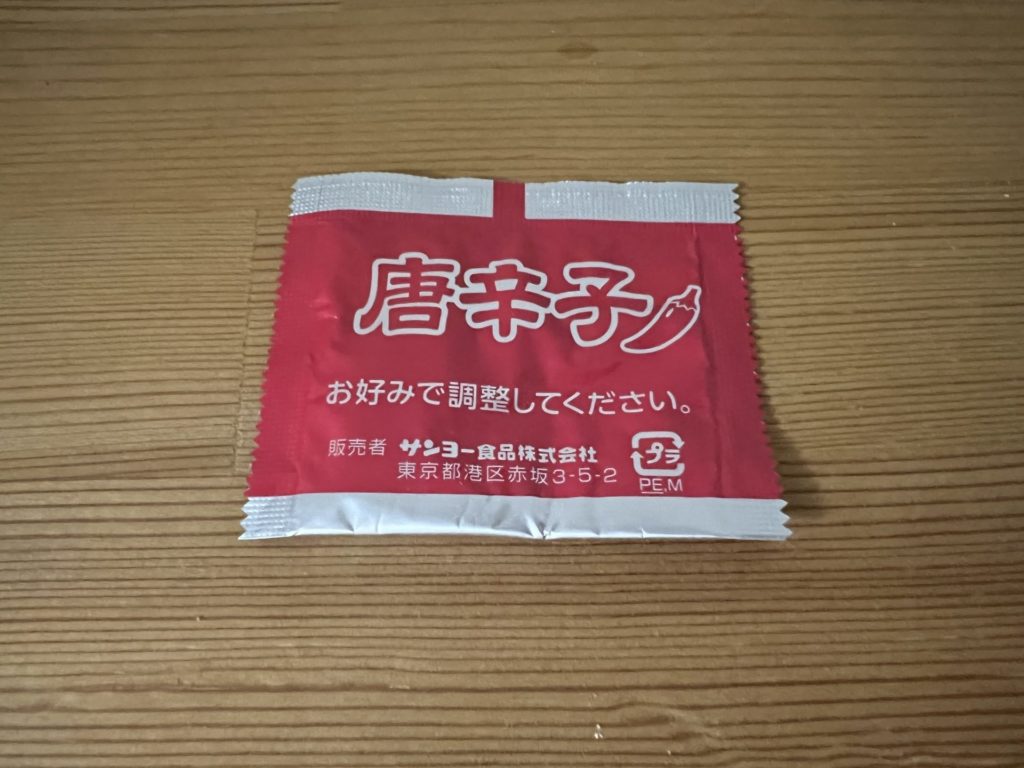 唐辛子
お好みで調整してください。
販売者 サンヨー食品株式会社
東京都港区赤坂3-5-2
プラ
PE,M